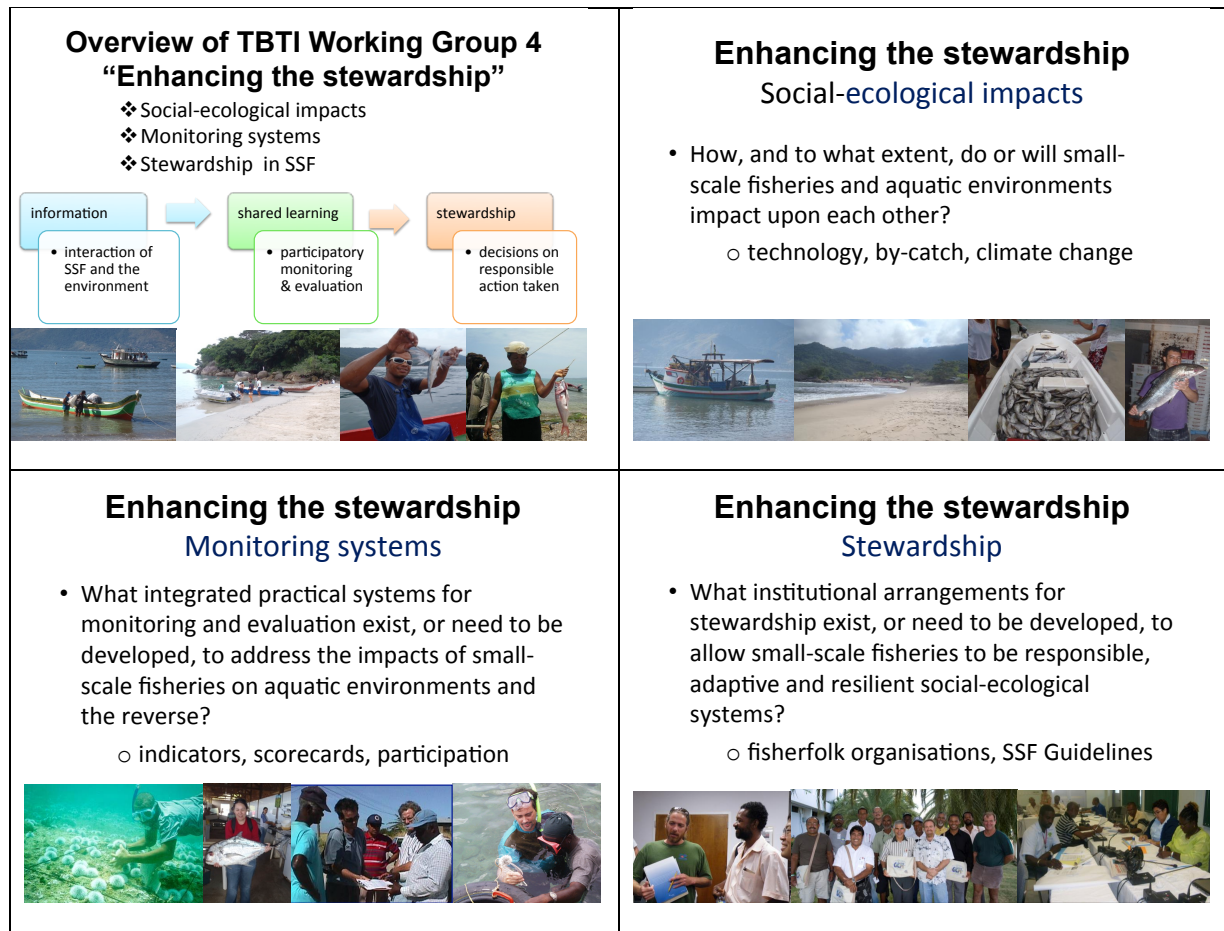 Overview of TBTI Working Group 4
“Enhancing the stewardship”
❖Social-ecological impacts
❖Monitoring systems
❖Stewardship in SSF
information
• interaction of
SSF and the
environment
shared learning
• participatory
monitoring
& evaluation
stewardship
• decisions on
responsible
action taken
Enhancing the stewardship
Social-ecological impacts
• How, and to what extent, do or will small-
scale fisheries and aquatic environments
impact upon each other?
o technology, by-catch, climate change
Enhancing the stewardship
Monitoring systems
• What integrated practical systems for
monitoring and evaluation exist, or need to be
developed, to address the impacts of small-
scale fisheries on aquatic environments and
the reverse?
o indicators, scorecards, participation
Enhancing the stewardship
Stewardship
• What institutional arrangements for
stewardship exist, or need to be developed, to
allow small-scale fisheries to be responsible,
adaptive and resilient social-ecological
systems?
o fisherfolk organisations, SSF Guidelines